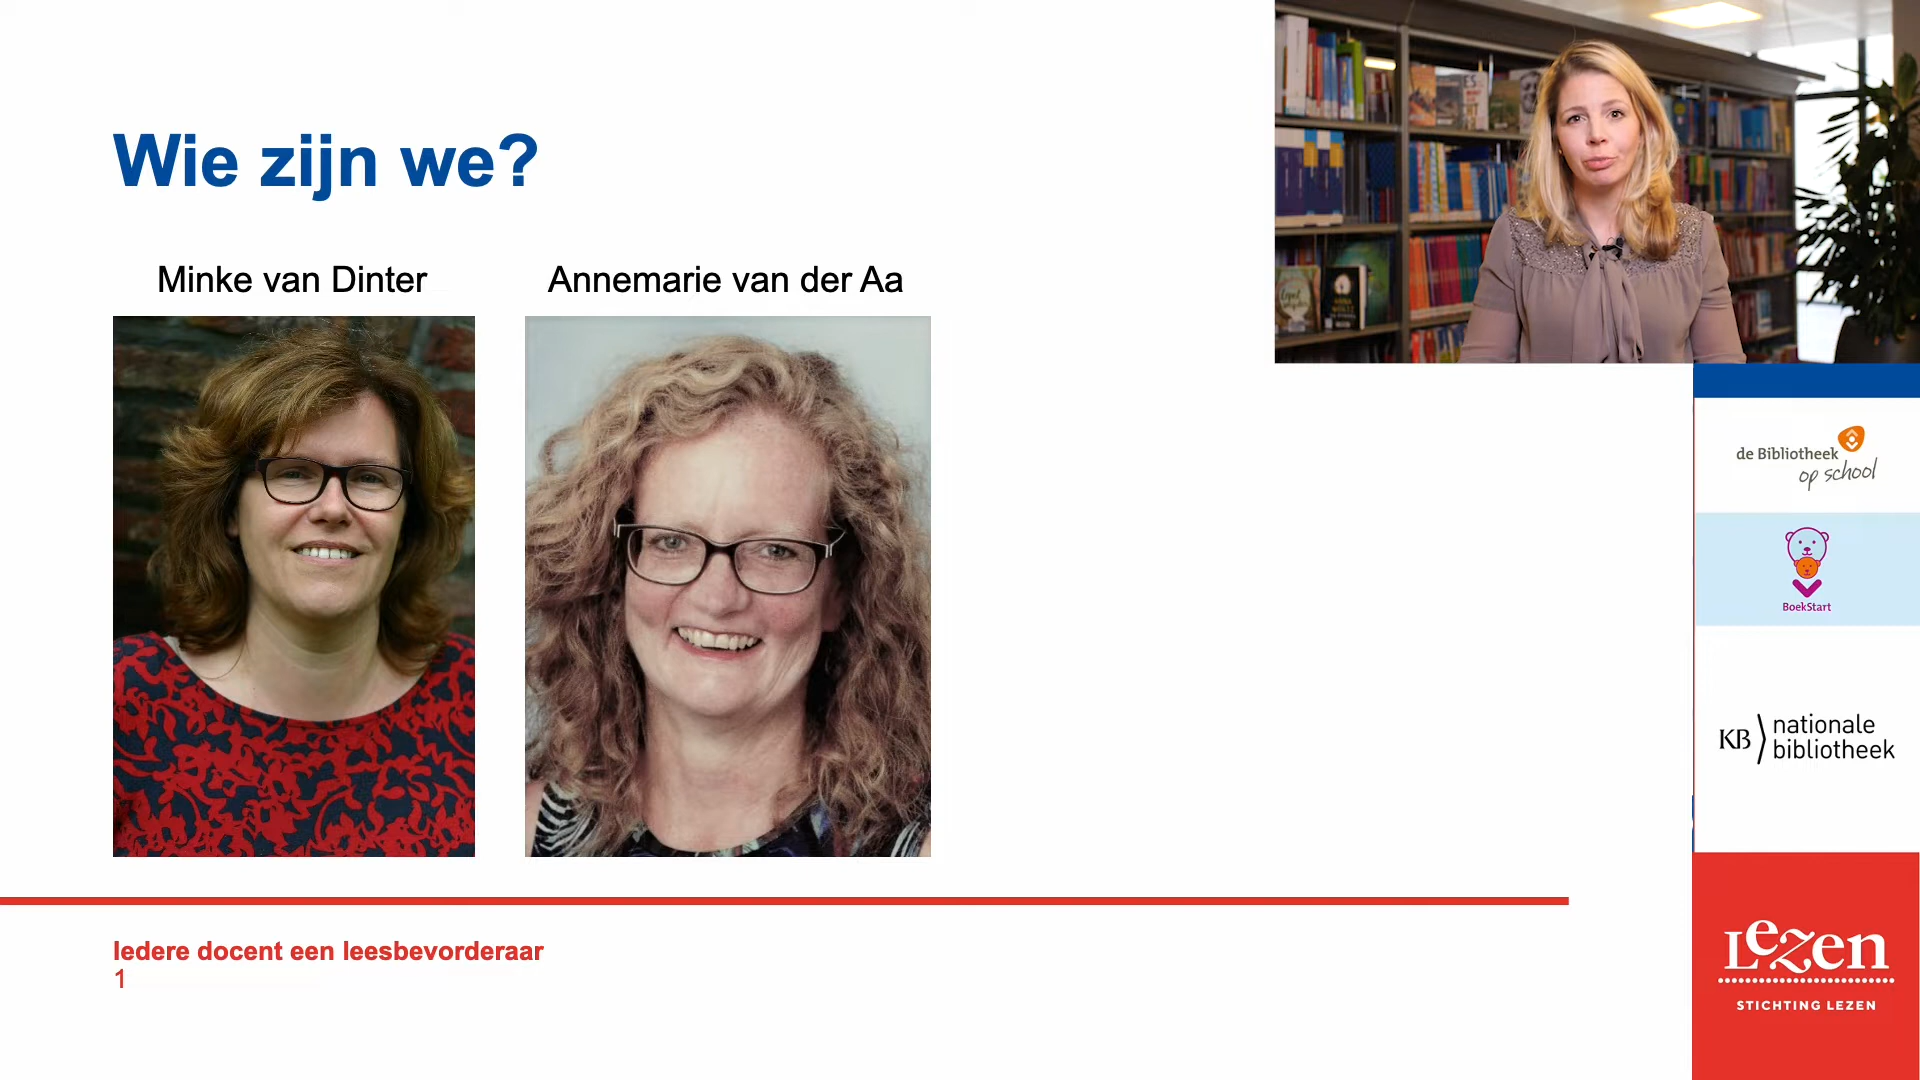 Wie zijn we?
Minke van Dinter
Annemarie van der Aa
de Bibliotheek
op school
BoekStart
KB nationale
bibliotheek
Iedere docent een leesbevorderaar
1
Lezen
STICHTING LEZEN